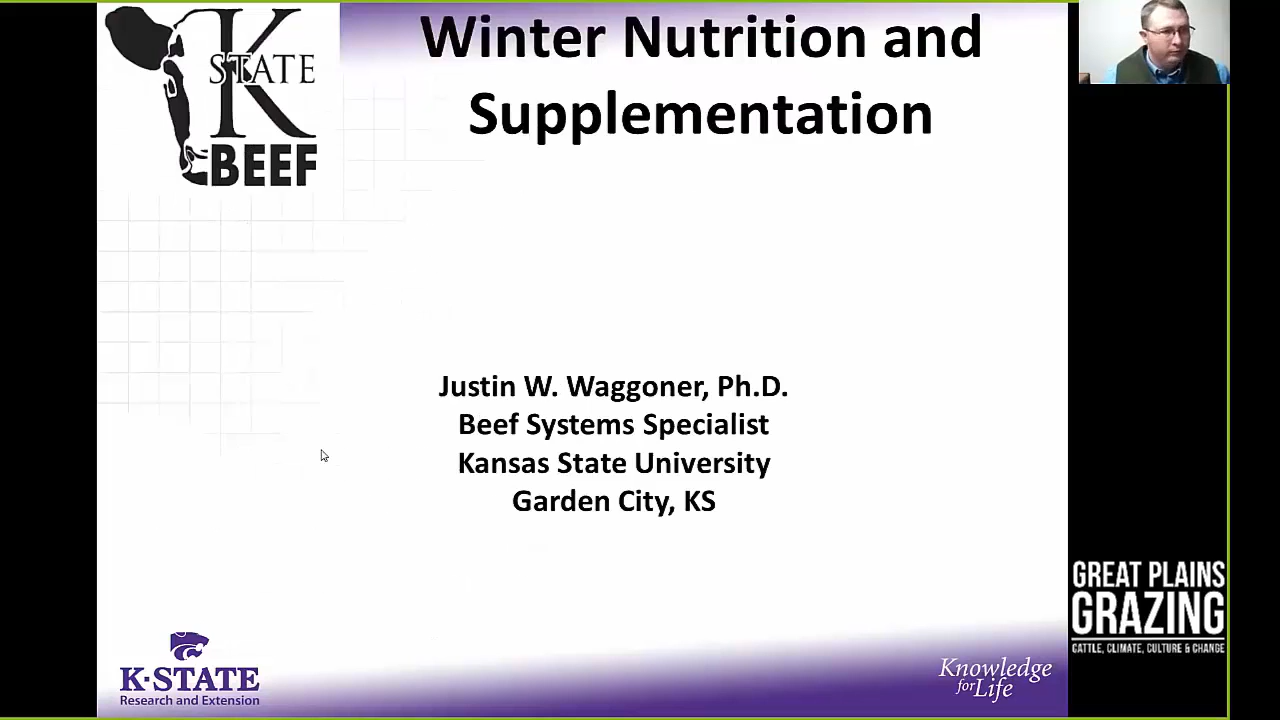 Winter Nutrition and
Supplementation
K
STATE
BEEF
Justin W. Waggoner, Ph.D.
Beef Systems Specialist
Kansas State University
Garden City, KS
GREAT PLAINS
GRAZING
CATTLE, CLIMATE, CULTURE & CHANGE
K-STATE
Research and Extension
Knowledge
for Life